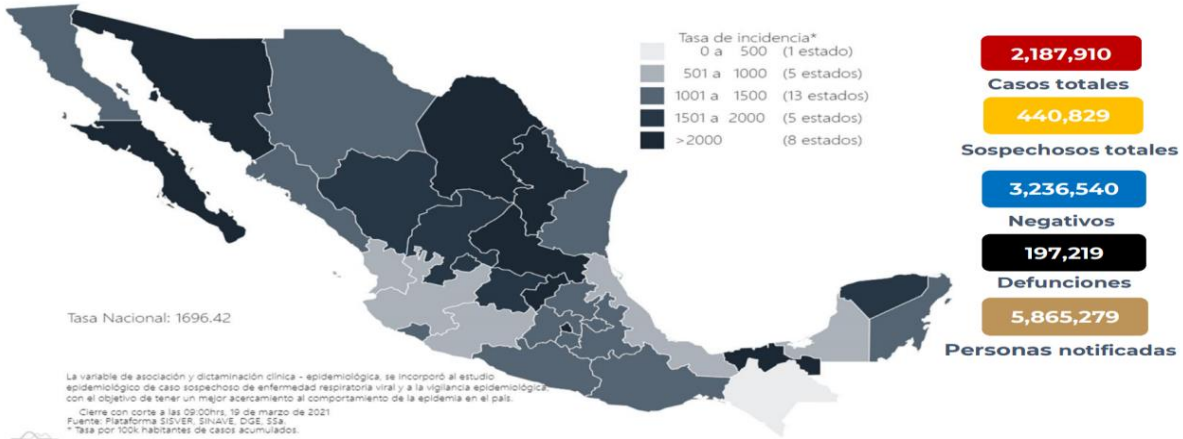 Tasa de incidencia*
0 a 500 (1 estado)
501 a 1000 (5 estados)
1001 a 1500 (13 estados)
1501 a 2000 (5 estados)
>2000 (8 estados)
2,187,910
Casos totales
440,829
Sospechosos totales
3,236,540
Negativos
197,219
Defunciones
5,865,279
Personas notificadas
Tasa Nacional: 1696.42
La variable de asociación y dictaminación clínica - epidemiológica, se incorporó al estudio
epidemiológico de caso sospechoso de enfermedad respiratoria viral y a la vigilancia epidemiológica,
con el objetivo de tener un mejor acercamiento al comportamiento de la epidemia en el país.
Cierre con corte a las 09:00hrs, 19 de marzo de 2021
Fuente: Plataforma SISVER, SINAVE, DGE, SSa.
* Tasa por 100k habitantes de casos acumulados.